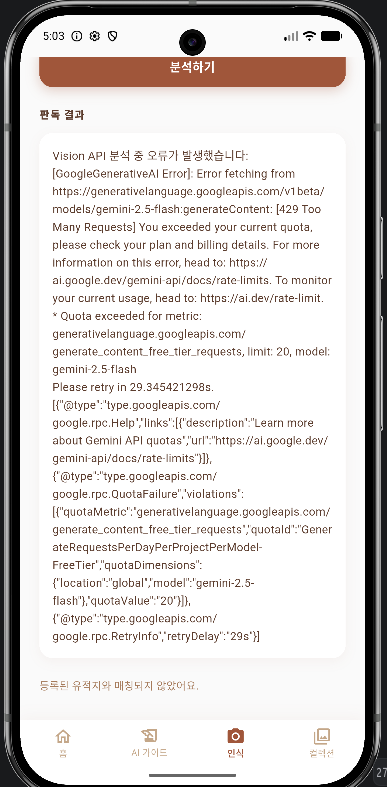 5:03
분석하기
판독 결과
Vision API 분석 중 오류가 발생했습니다:
[GoogleGenerativeAI Error]: Error fetching from
https://generativelanguage.googleapis.com/v1beta/
models/gemini-2.5-flash:generateContent: [429 Too
Many Requests] You exceeded your current quota,
please check your plan and billing details. For more
information on this error, head to: https://
ai.google.dev/gemini-api/docs/rate-limits. To monitor
your current usage, head to: https://ai.dev/rate-limit.
* Quota exceeded for metric:
generativelanguage.googleapis.com/
generate_content_free_tier_requests, limit: 20, model:
gemini-2.5-flash
Please retry in 29.345421298s.
[{"@type":"type.googleapis.com/
google.rpc.Help","links":[{"description":"Learn more
about Gemini API quotas","url":"https://ai.google.dev/
gemini-api/docs/rate-limits"}]},
{"@type":"type.googleapis.com/
google.rpc.QuotaFailure","violations":
[{"quotaMetric":"generativelanguage.googleapis.com/
generate_content_free_tier_requests","quotaId":"Gener
ateRequestsPerDayPerProjectPerModel-
FreeTier","quotaDimensions":
{"location":"global","model":"gemini-2.5-
flash"},"quotaValue":"20"}]},
{"@type":"type.googleapis.com/
google.rpc.RetryInfo","retryDelay":"29s"}]
등록된 유적지와 매칭되지 않았어요.
홈 AI 가이드 인식 컬렉션
27